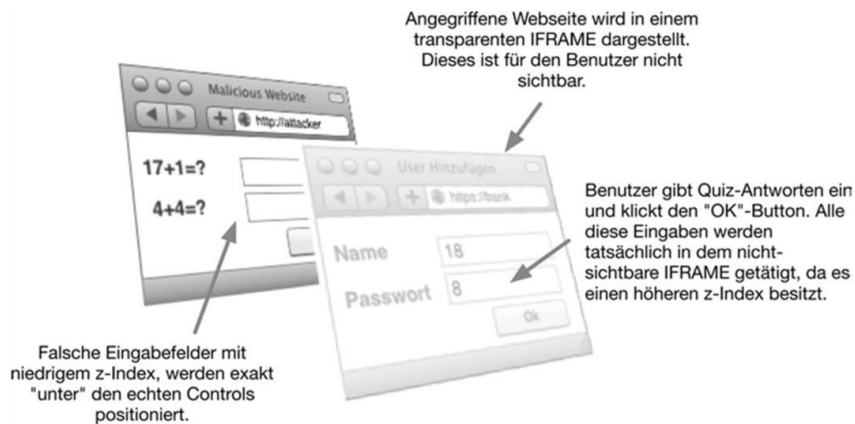 Angegriffene Webseite wird in einem
transparenten IFRAME dargestellt.
Dieses ist für den Benutzer nicht
sichtbar.
Malicious Website
http://attacker
17+1=?
4+4=?
User Hinzufügen
https://bank
Name
18
Passwort
8
Ok
Benutzer gibt Quiz-Antworten ein
und klickt den "OK"-Button. Alle
diese Eingaben werden
tatsächlich in dem nicht-
sichtbare IFRAME getätigt, da es
einen höheren z-Index besitzt.
Falsche Eingabefelder mit
niedrigem z-Index, werden exakt
"unter" den echten Controls
positioniert.